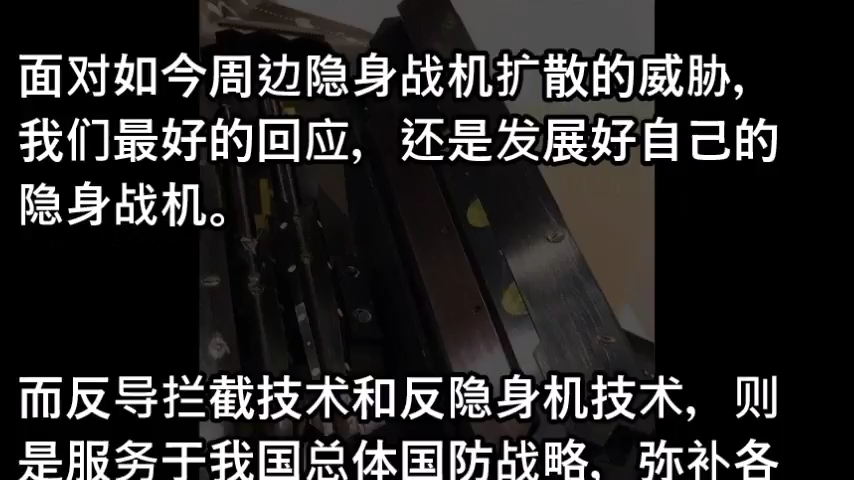 面对如今周边隐身战机扩散的威胁，
我们最好的回应，还是发展好自己的
隐身战机。
而反导拦截技术和反隐身机技术，则
是服务于我国总体国防战略，弥补各